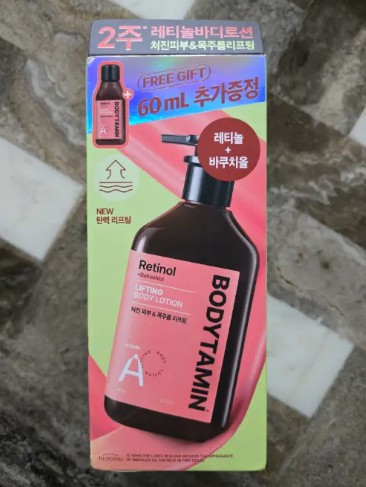 2주 레티놀바디로션
처진피부&목주름리프팅
FREE GIFT
60mL 추가증정
레티놀
+
바쿠치올
NEW
탄력 리프팅
Retinol
+Bakuchiol
LIFTING
BODY LOTION
처진 피부 & 목주름 리프팅
BODYTAMIN
A
Retinol
BODYTAMIN